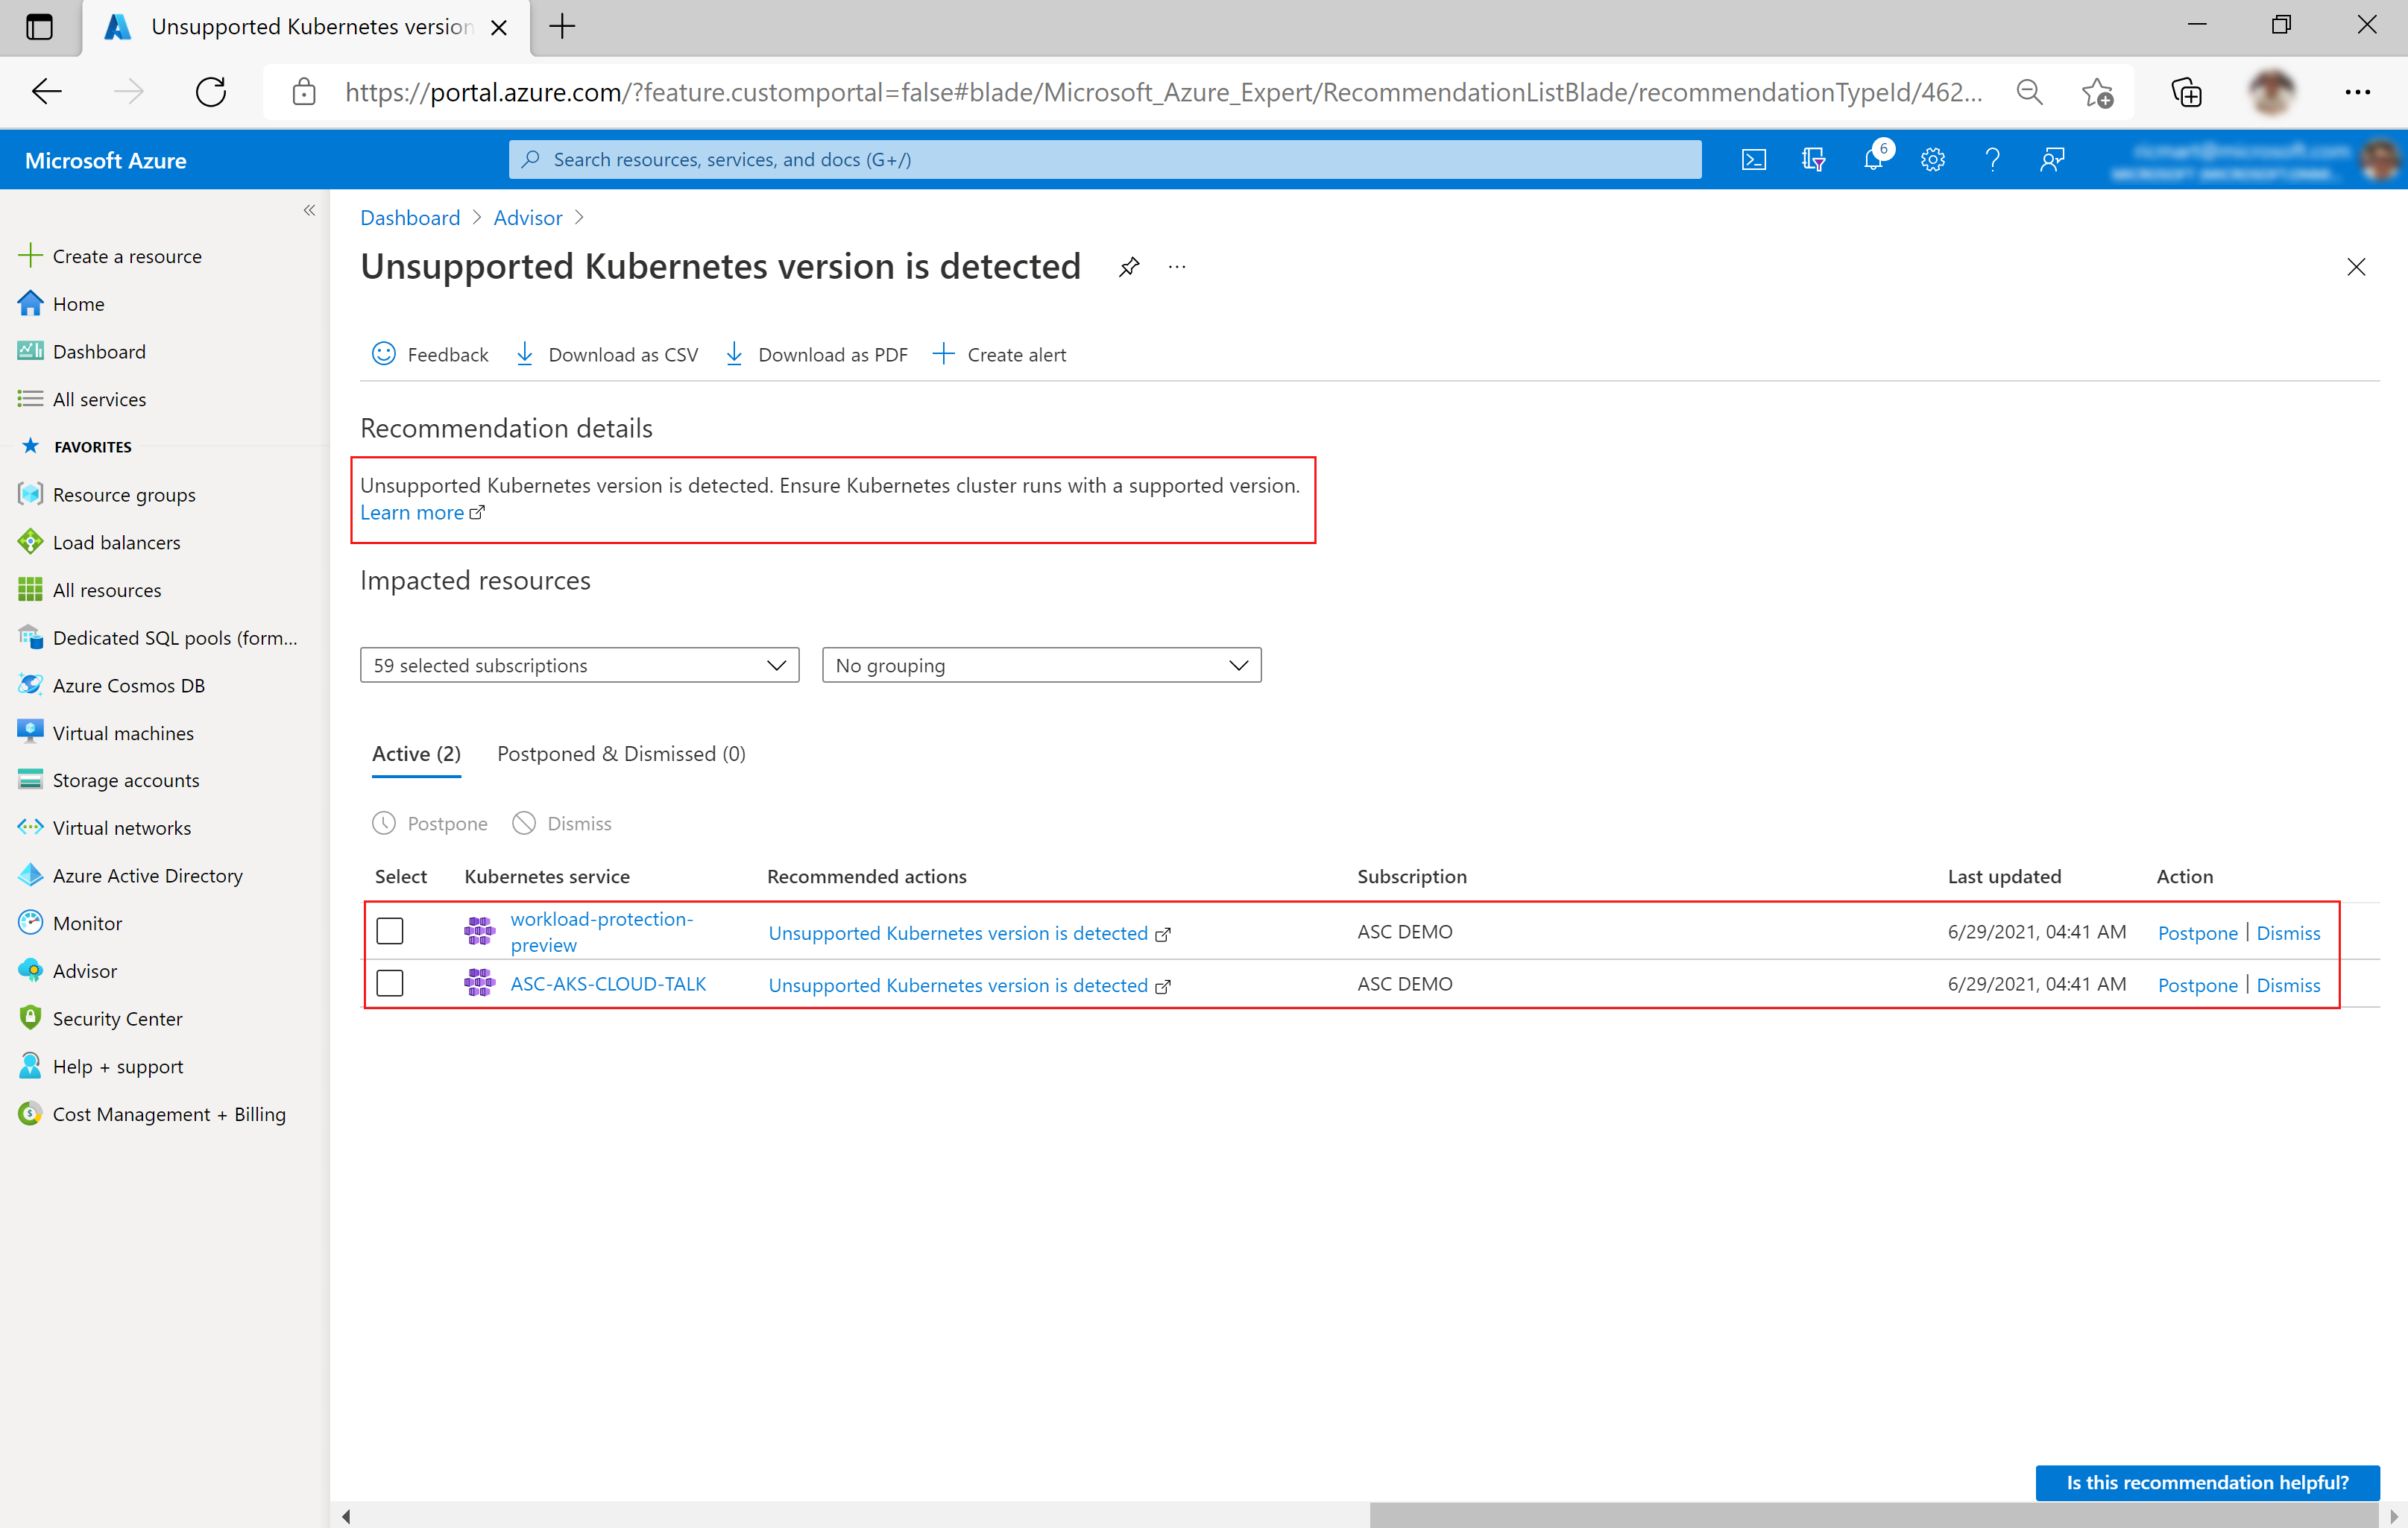 Unsupported Kubernetes version
https://portal.azure.com/?feature.customportal=false#blade/Microsoft_Azure_Expert/RecommendationListBlade/recommendationTypeId/462...
Microsoft Azure
Search resources, services, and docs (G+/)
6
Create a resource
Home
Dashboard
All services
FAVORITES
Resource groups
Load balancers
All resources
Dedicated SQL pools (form...
Azure Cosmos DB
Virtual machines
Storage accounts
Virtual networks
Azure Active Directory
Monitor
Advisor
Security Center
Help + support
Cost Management + Billing
Dashboard > Advisor >
Unsupported Kubernetes version is detected
Feedback Download as CSV Download as PDF Create alert
Recommendation details
Unsupported Kubernetes version is detected. Ensure Kubernetes cluster runs with a supported version.
Learn more
Impacted resources
59 selected subscriptions No grouping
Active (2) Postponed & Dismissed (0)
Postpone Dismiss
Select Kubernetes service Recommended actions Subscription Last updated Action
workload-protection-
preview Unsupported Kubernetes version is detected ASC DEMO 6/29/2021, 04:41 AM Postpone | Dismiss
ASC-AKS-CLOUD-TALK Unsupported Kubernetes version is detected ASC DEMO 6/29/2021, 04:41 AM Postpone | Dismiss
Is this recommendation helpful?